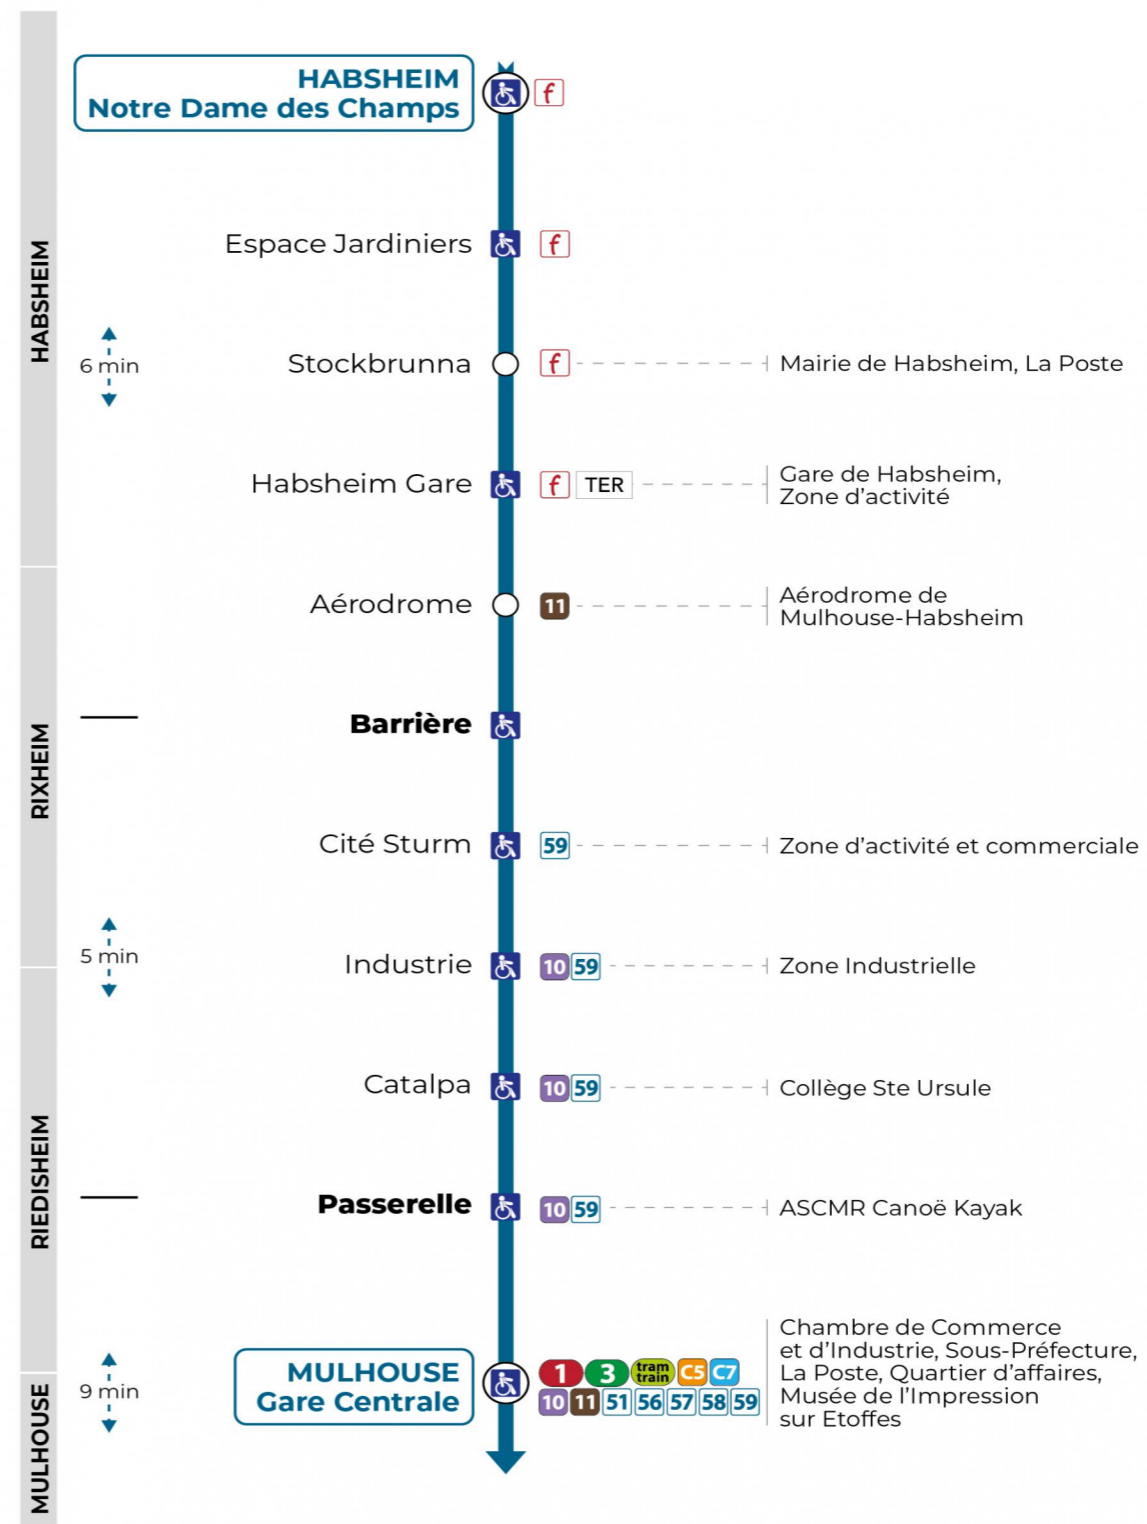 HABSHEIM
HABSHEIM
Notre Dame des Champs
f
Espace Jardiniers
f
6 min
Stockbrunna
f
Mairie de Habsheim, La Poste
Habsheim Gare
f
TER
Gare de Habsheim,
Zone d’activité
RIXHEIM
Aérodrome
11
Aérodrome de
Mulhouse-Habsheim
Barrière
Cité Sturm
59
Zone d’activité et commerciale
5 min
Industrie
10 59
Zone Industrielle
RIEDISHEIM
Catalpa
10 59
Collège Ste Ursule
Passerelle
10 59
ASCMR Canoë Kayak
MULHOUSE
9 min
MULHOUSE
Gare Centrale
1 3 tram train C5 C7
10 11 51 56 57 58 59
Chambre de Commerce
et d’Industrie, Sous-Préfecture,
La Poste, Quartier d’affaires,
Musée de l’Impression
sur Etoffes